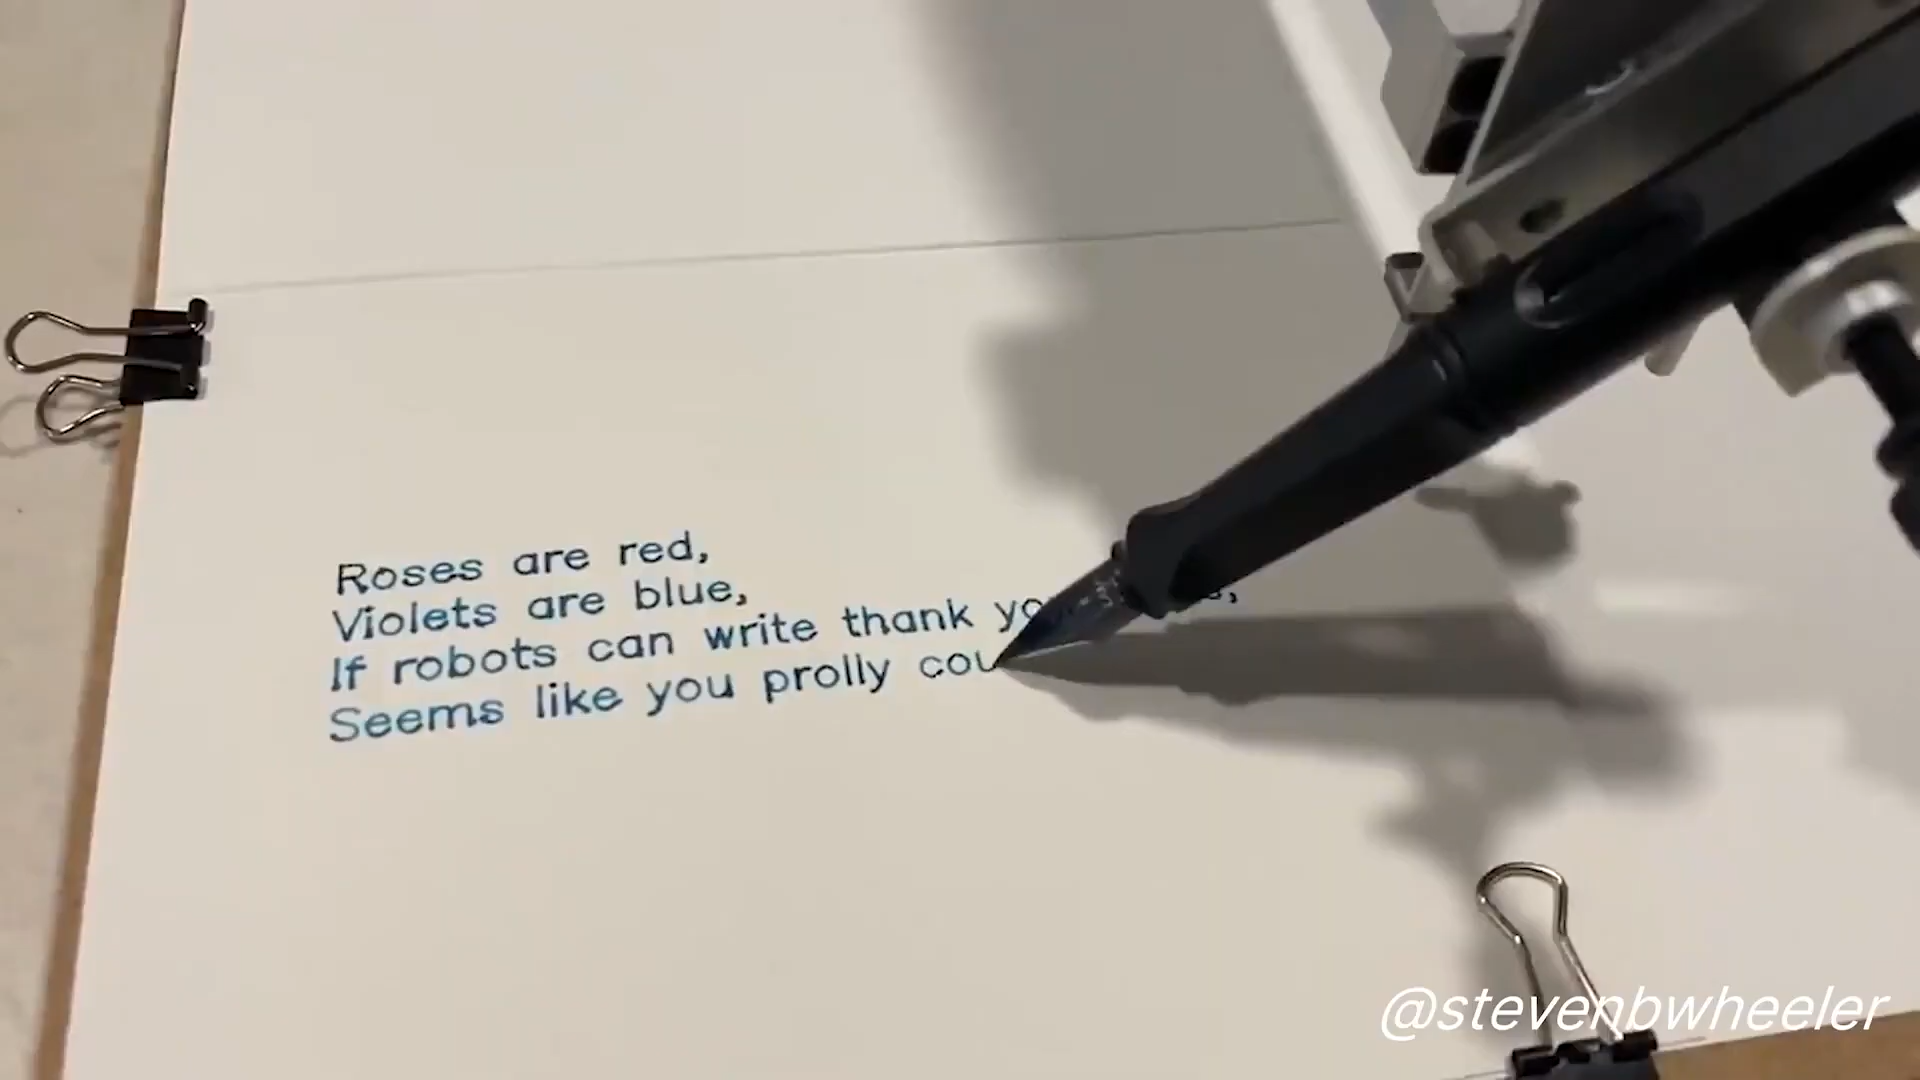 Roses are red,
Violets are blue,
If robots can write thank
Seems like you prolly
@stevenbwheeler